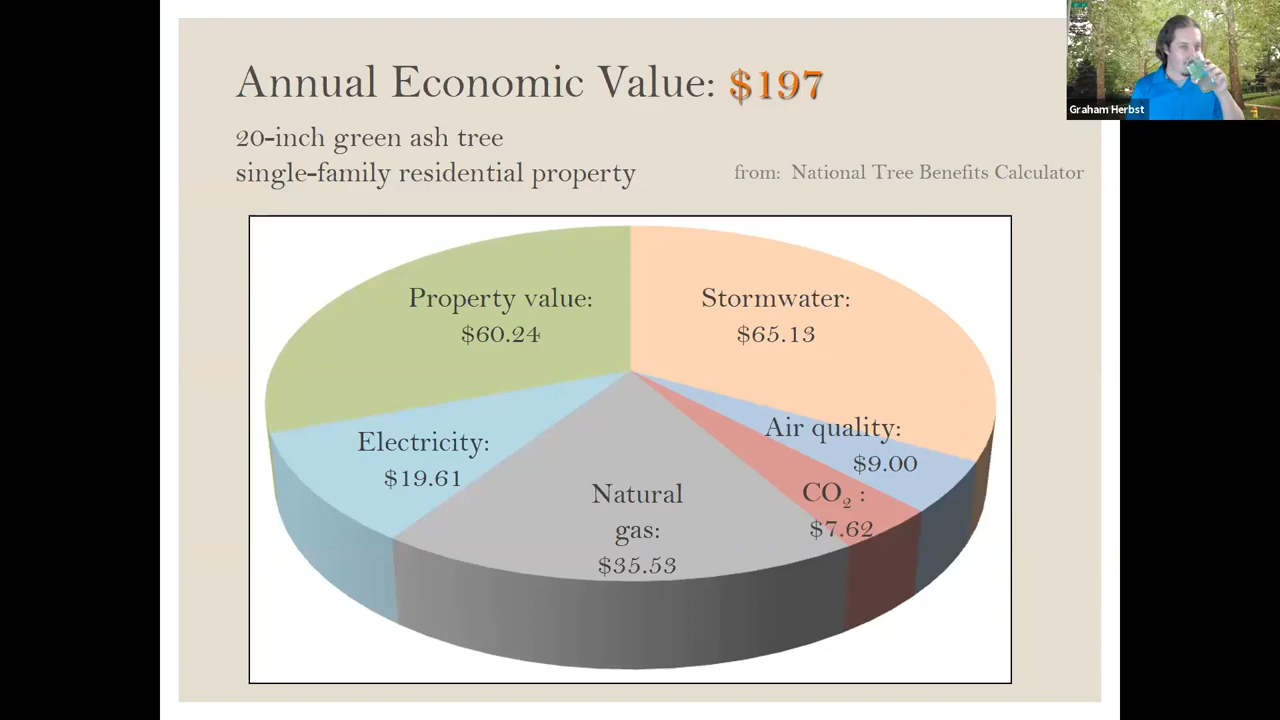 Annual Economic Value: $197
20-inch green ash tree
single-family residential property
from: National Tree Benefits Calculator
Graham Herbst
Property value:
$60.24
Stormwater:
$65.13
Electricity:
$19.61
Air quality:
$9.00
Natural
gas:
$35.53
CO₂ :
$7.62